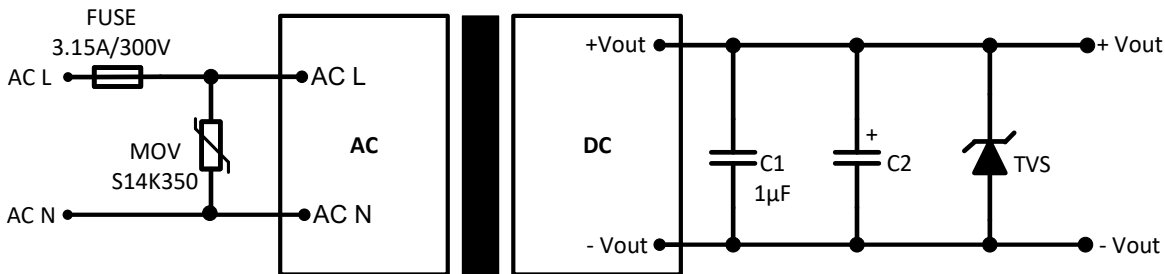 FUSE
3.15A/300V
AC L
AC L
MOV
S14K350
AC N
AC N
AC
DC
+Vout
- Vout
C1
1µF
+
C2
TVS
+ Vout
- Vout